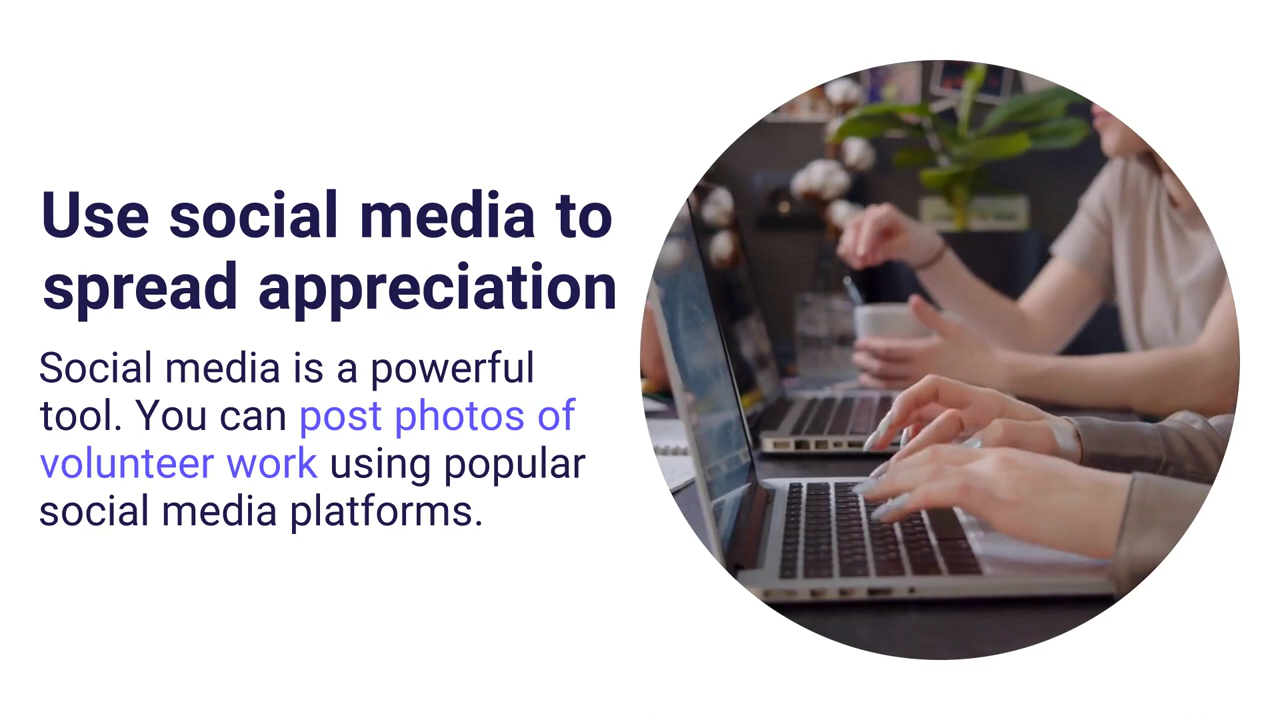 Use social media to
spread appreciation
Social media is a powerful
tool. You can post photos of
volunteer work using popular
social media platforms.